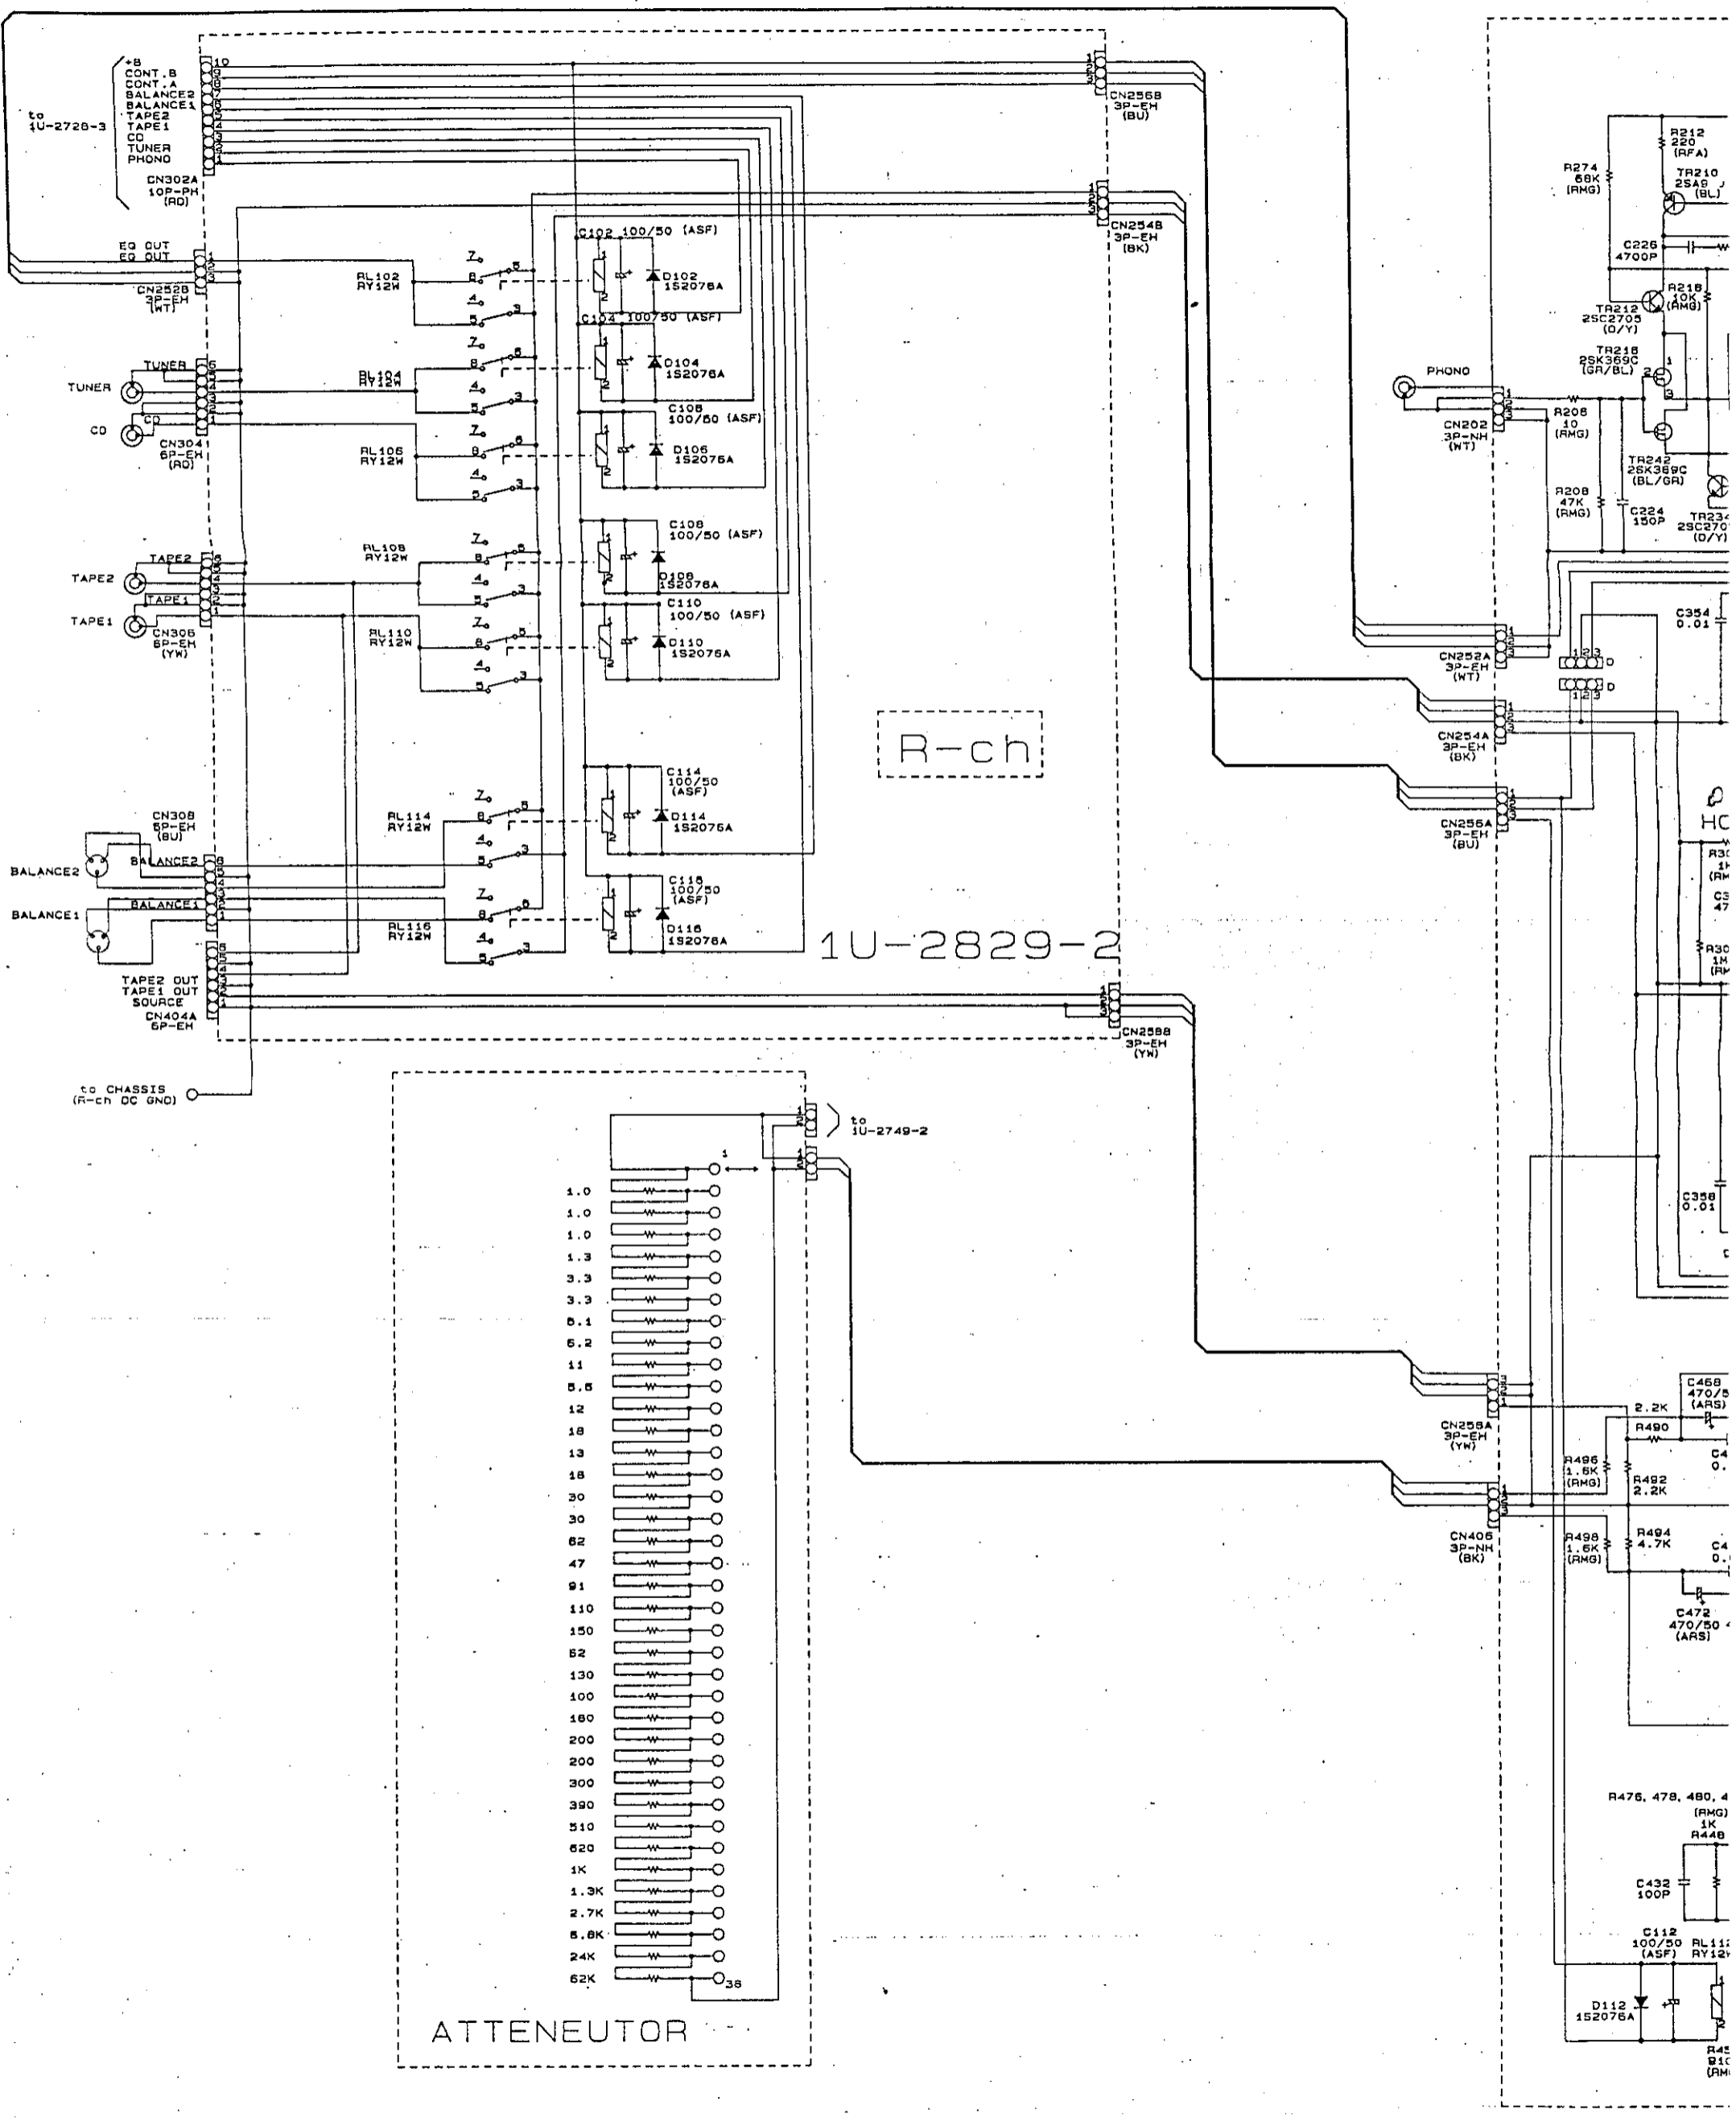 +B
CONT.B
CONT.A
BALANCE2
BALANCE1
TAPE2
TAPE1
CD
TUNER
PHONO
to
1U-2728-3
CN302A
10P-PH
(RD)
EQ OUT
EQ OUT
CN252B
3P-EH
(WT)
TUNER
TUNER
CD
CD
CN304
6P-EH
(RD)
TAPE2
TAPE2
TAPE1
TAPE1
CN306
6P-EH
(YW)
CN308
6P-EH
(BU)
BALANCE2
BALANCE2
BALANCE1
BALANCE1
TAPE2 OUT
TAPE1 OUT
SOURCE
CN404A
6P-EH
to CHASSIS
(R-ch DC GND)
RL102
RY12W
RL104
RY12W
RL106
RY12W
RL108
RY12W
RL110
RY12W
RL114
RY12W
RL116
RY12W
C102 100/50 (ASF)
D102
1S2076A
C104 100/50 (ASF)
D104
1S2076A
C106
100/50 (ASF)
D106
1S2076A
C108
100/50 (ASF)
D108
1S2076A
C110
100/50 (ASF)
D110
1S2076A
C114
100/50
(ASF)
D114
1S2076A
C116
100/50
(ASF)
D116
1S2076A
R-ch
1U-2829-2
CN256B
3P-EH
(BU)
CN254B
3P-EH
(BK)
CN258B
3P-EH
(YW)
to
1U-2749-2
1
1.0
1.0
1.0
1.3
3.3
3.3
5.1
6.2
11
5.6
12
18
13
18
30
30
62
47
91
110
150
62
130
100
160
200
200
300
390
510
620
1K
1.3K
2.7K
6.8K
24K
62K
38
ATTENEUTOR
R212
220
(RFA)
R274
68K
(RMG)
TR210
(BL)
C226
4700P
R218
10K
(RMG)
TR212
2SC2705
(O/Y)
TR218
2SK369C
(GR/BL)
PHONO
CN202
3P-NH
(WT)
R206
10
(RMG)
TR242
2SK369C
(BL/GR)
R208
47K
(RMG)
C224
150P
(O/Y)
C354
0.01
CN252A
3P-EH
(WT)
D
D
CN254A
3P-EH
(BK)
CN256A
3P-EH
(BU)
C358
0.01
CN258A
3P-EH
(YW)
C468
(ARS)
2.2K
R490
R496
1.6K
(RMG)
R492
2.2K
CN406
3P-NH
(BK)
R498
1.6K
(RMG)
R494
4.7K
C472
470/50
(ARS)
R476, 478, 480, 4
(RMG)
1K
R448
C432
100P
C112
100/50
(ASF)
D112
1S2076A